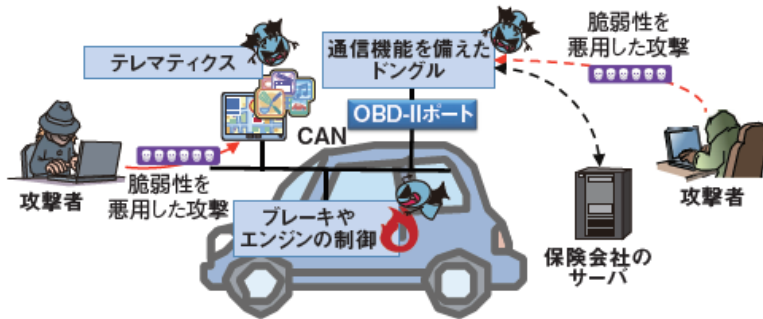 テレマティクス
通信機能を備えた
ドングル
脆弱性を
悪用した攻撃
OBD-IIポート
CAN
脆弱性を
悪用した攻撃
攻撃者
攻撃者
ブレーキや
エンジンの制御
保険会社の
サーバ